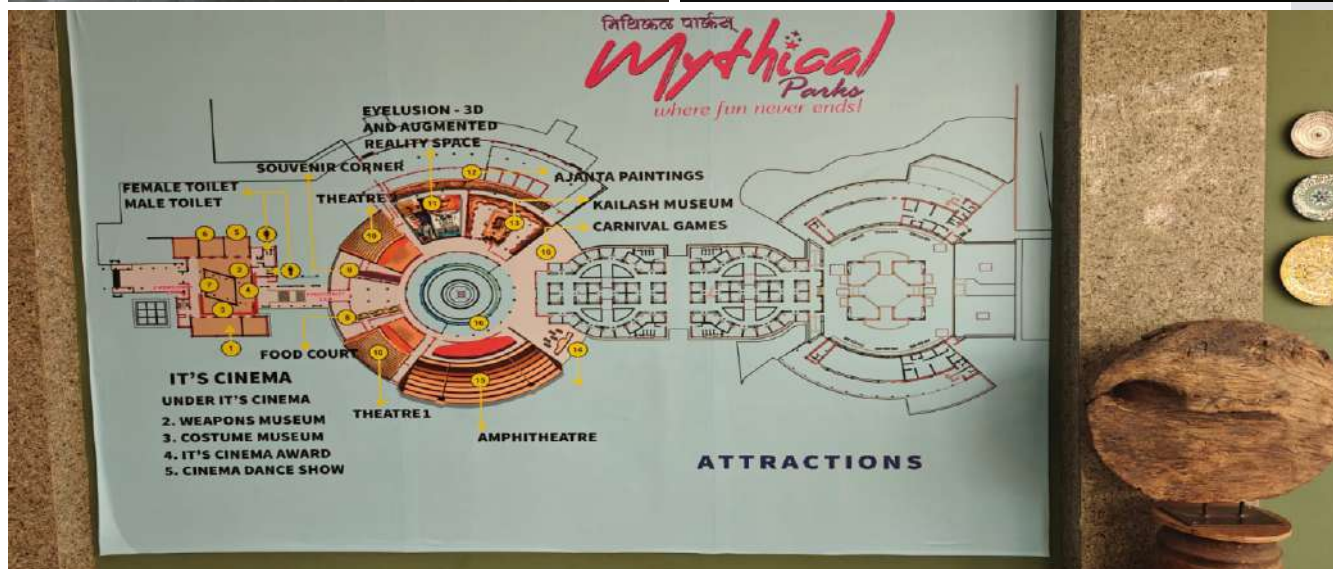 मिथिकल पार्कस्
Mythical
Parks
where fun never ends!
EYELUSION - 3D
AND AUGMENTED
REALITY SPACE
SOUVENIR CORNER
AJANTA PAINTINGS
FEMALE TOILET
MALE TOILET
THEATRE 2
KAILASH MUSEUM
CARNIVAL GAMES
FOOD COURT
IT'S CINEMA
UNDER IT'S CINEMA
2. WEAPONS MUSEUM
3. COSTUME MUSEUM
4. IT'S CINEMA AWARD
5. CINEMA DANCE SHOW
THEATRE 1
AMPHITHEATRE
ATTRACTIONS